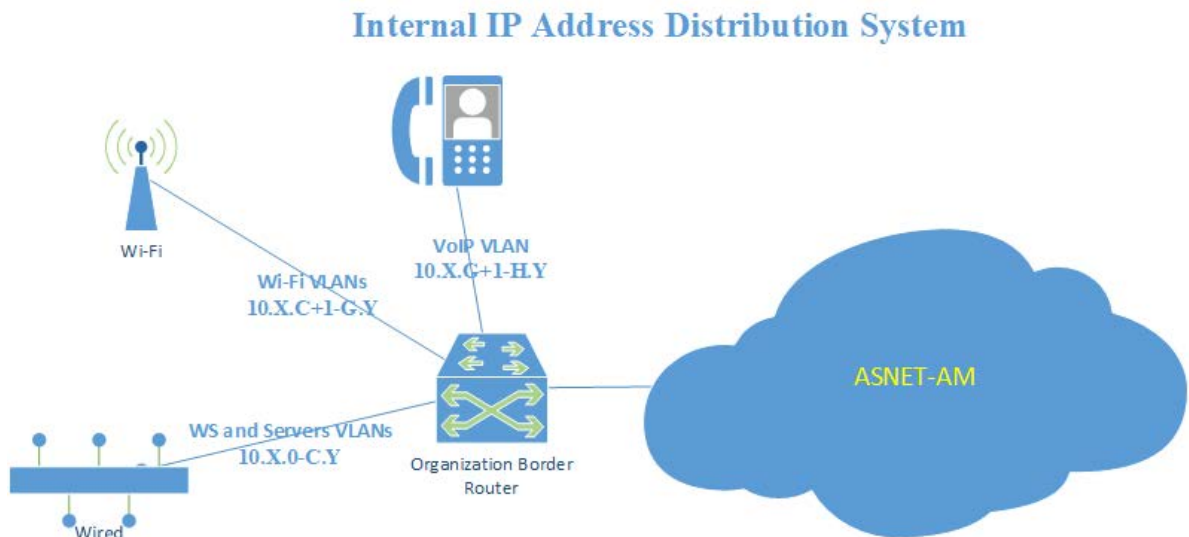 Internal IP Address Distribution System
Wi-Fi
VoIP VLAN
10.X.G+1-H.Y
Wi-Fi VLANs
10.X.C+1-G.Y
ASNET-AM
WS and Servers VLANs
10.X.0-C.Y
Organization Border
Router
Wired